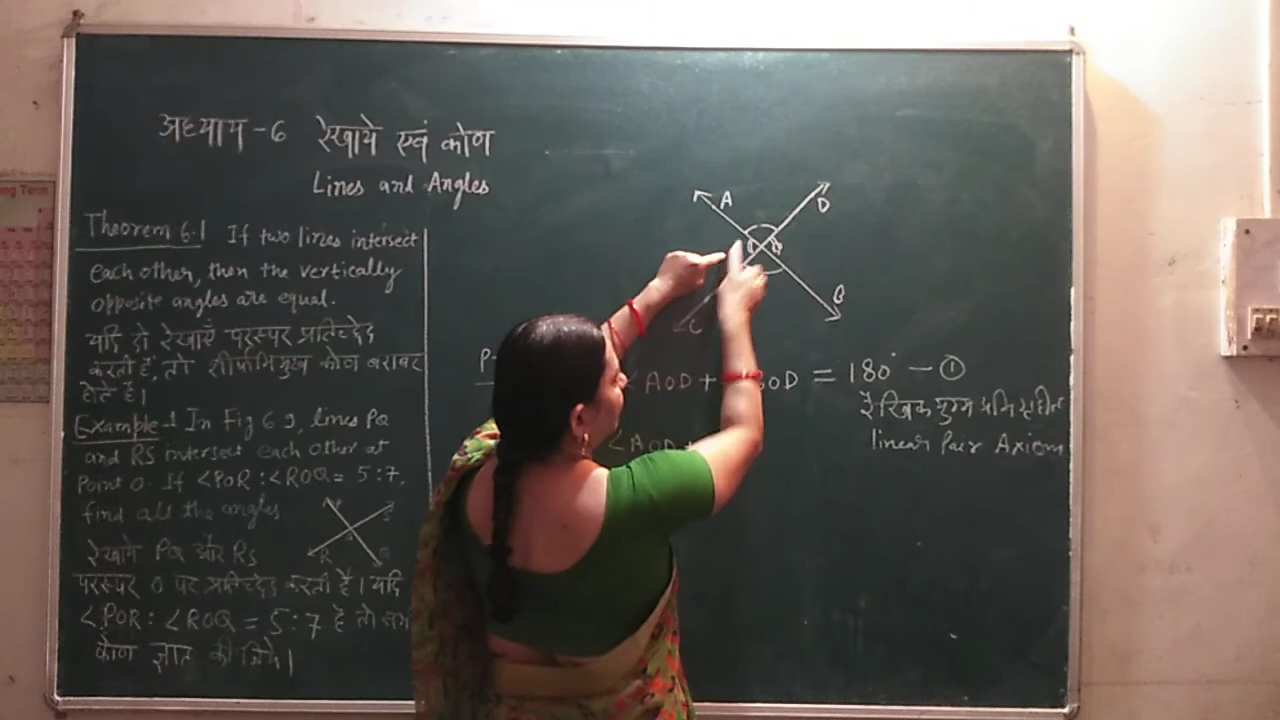 अध्याय - 6 रेखाये एवं कोण
Lines and Angles
Theorem 6.1 If two lines intersect
each other, then the vertically
opposite angles are equal.
यदि दो रेखाएँ परस्पर प्रतिच्छेद
करती हैं, तो शीर्षाभिमुख कोण बराबर
होते हैं।
Example-1 In Fig 6.9, lines PQ
and RS intersect each other at
Point O. If <POR : <ROQ = 5:7,
find all the angles
रेखाये PQ और RS
परस्पर O पर प्रतिच्छेद करती हैं। यदि
<POR : <ROQ = 5:7 है तो
कोण ज्ञात कीजिये।
P
S
O
R
Q
A
D
C
B
<AOD + BOD = 180° - ①
रैखिक युग्म
linear Pair Axiom
<AOD +